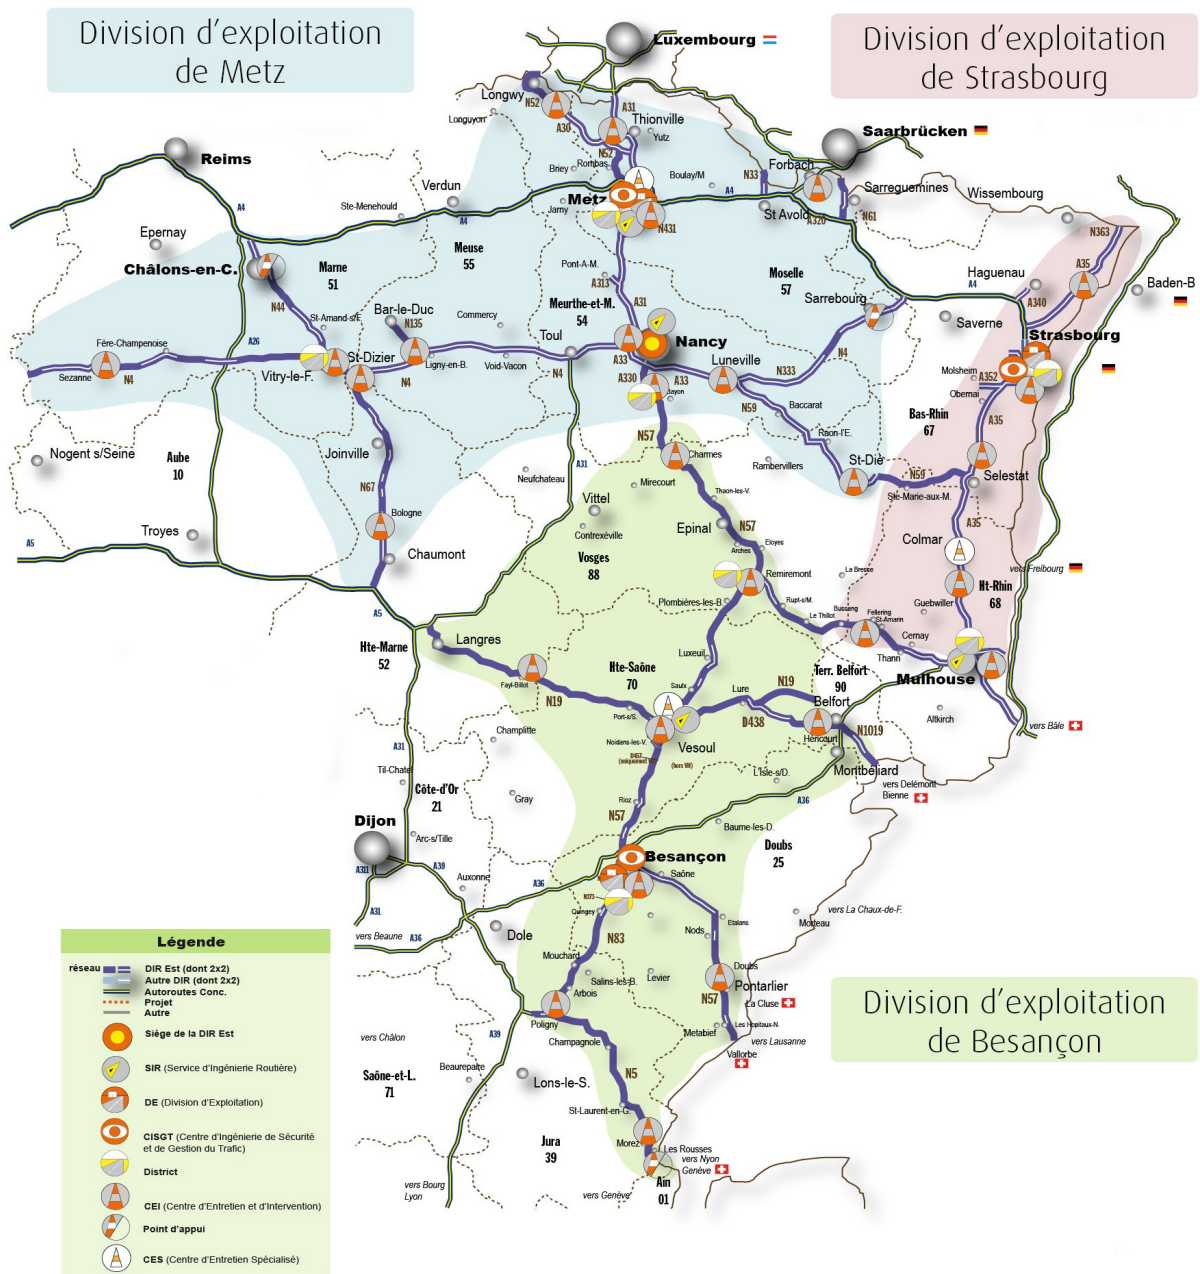 Division d'exploitation
de Metz
Division d'exploitation
de Strasbourg
Luxembourg
Longwy
N52
Longuyon
A30
A31
Thionville
Yutz
N52
Rombas
Briey
Saarbrücken
Forbach
N33
Boulay/M
Sarreguemines
Wissembourg
Reims
Verdun
Ste-Menehould
A4
A4
Metz
Jarny
N431
A4
St Avold
A320
N61
N363
Epernay
Châlons-en-C.
Marne
51
Meuse
55
Pont-A-M.
A313
Moselle
57
Haguenau
A35
A4
A340
Baden-B
N44
St-Amand-s/F.
Bar-le-Duc
N135
Commercy
Meurthe-et-M.
54
A31
Sarrebourg
Saverne
Strasbourg
Fère-Champenoise
A26
Sezanne
N4
Vitry-le-F.
St-Dizier
N4
Ligny-en-B.
Void-Vacon
Toul
N4
A33
Nancy
A330
A33
Bayon
Luneville
N333
N4
Molsheim
A352
Obernai
N59
Baccarat
Bas-Rhin
67
A35
Nogent s/Seine
Aube
10
Joinville
N67
Bologne
A31
Neufchateau
N57
Charmes
Rambervillers
Raon-l'E.
St-Dié
N59
Ste-Marie-aux-M.
Selestat
Mirecourt
Vittel
Contrexéville
Thaon-les-V.
Epinal
N57
A35
Colmar
Troyes
A5
Chaumont
Vosges
88
Arches
Eloyes
Remiremont
La Bresse
vers Freibourg
Ht-Rhin
68
Guebwiller
A5
Plombières-les-B.
Rupt-s/M.
Le Thillot
Bussang
Fellering
St-Amarin
Cernay
Thann
Mulhouse
Hte-Marne
52
Langres
Fayl-Billot
N19
Hte-Saône
70
Luxeuil
Saulx
Lure
N19
Terr. Belfort
90
Belfort
Altkirch
vers Bâle
Port-s/S.
Vesoul
D438
Héricourt
N1019
Noidans-les-V.
D457
(uniquement VH)
(hors VH)
Champlitte
A31
Til-Chatel
Côte-d'Or
21
Gray
Montbéliard
L'Isle-s/D.
vers Delémont
Bienne
A36
Rioz
N57
Dijon
Arc-s/Tille
A311
A39
Baume-les-D.
Doubs
25
Besançon
Saône
Auxonne
A36
A31
vers Beaune
A36
Dole
Quingey
N83
Etalans
Nods
Morteau
vers La Chaux-de-F.
Mouchard
Salins-les-B.
Levier
Arbois
Doubs
Pontarlier
La Cluse
N57
Metabief
Les Hopitaux-N.
vers Lausanne
Vallorbe
Division d'exploitation
de Besançon
Poligny
A39
Champagnole
vers Châlon
Beaurepaire
Saône-et-L.
71
Lons-le-S.
N5
St-Laurent-en-G.
Jura
39
Morez
Les Rousses
vers Nyon
Genève
Ain
01
vers Genève
vers Bourg
Lyon
Légende
réseau
DIR Est (dont 2x2)
Autre DIR (dont 2x2)
Autoroutes Conc.
Projet
Autre
Siège de la DIR Est
SIR (Service d'Ingénierie Routière)
DE (Division d'Exploitation)
CISGT (Centre d'Ingénierie de Sécurité
et de Gestion du Trafic)
District
CEI (Centre d'Entretien et d'Intervention)
Point d'appui
CES (Centre d'Entretien Spécialisé)